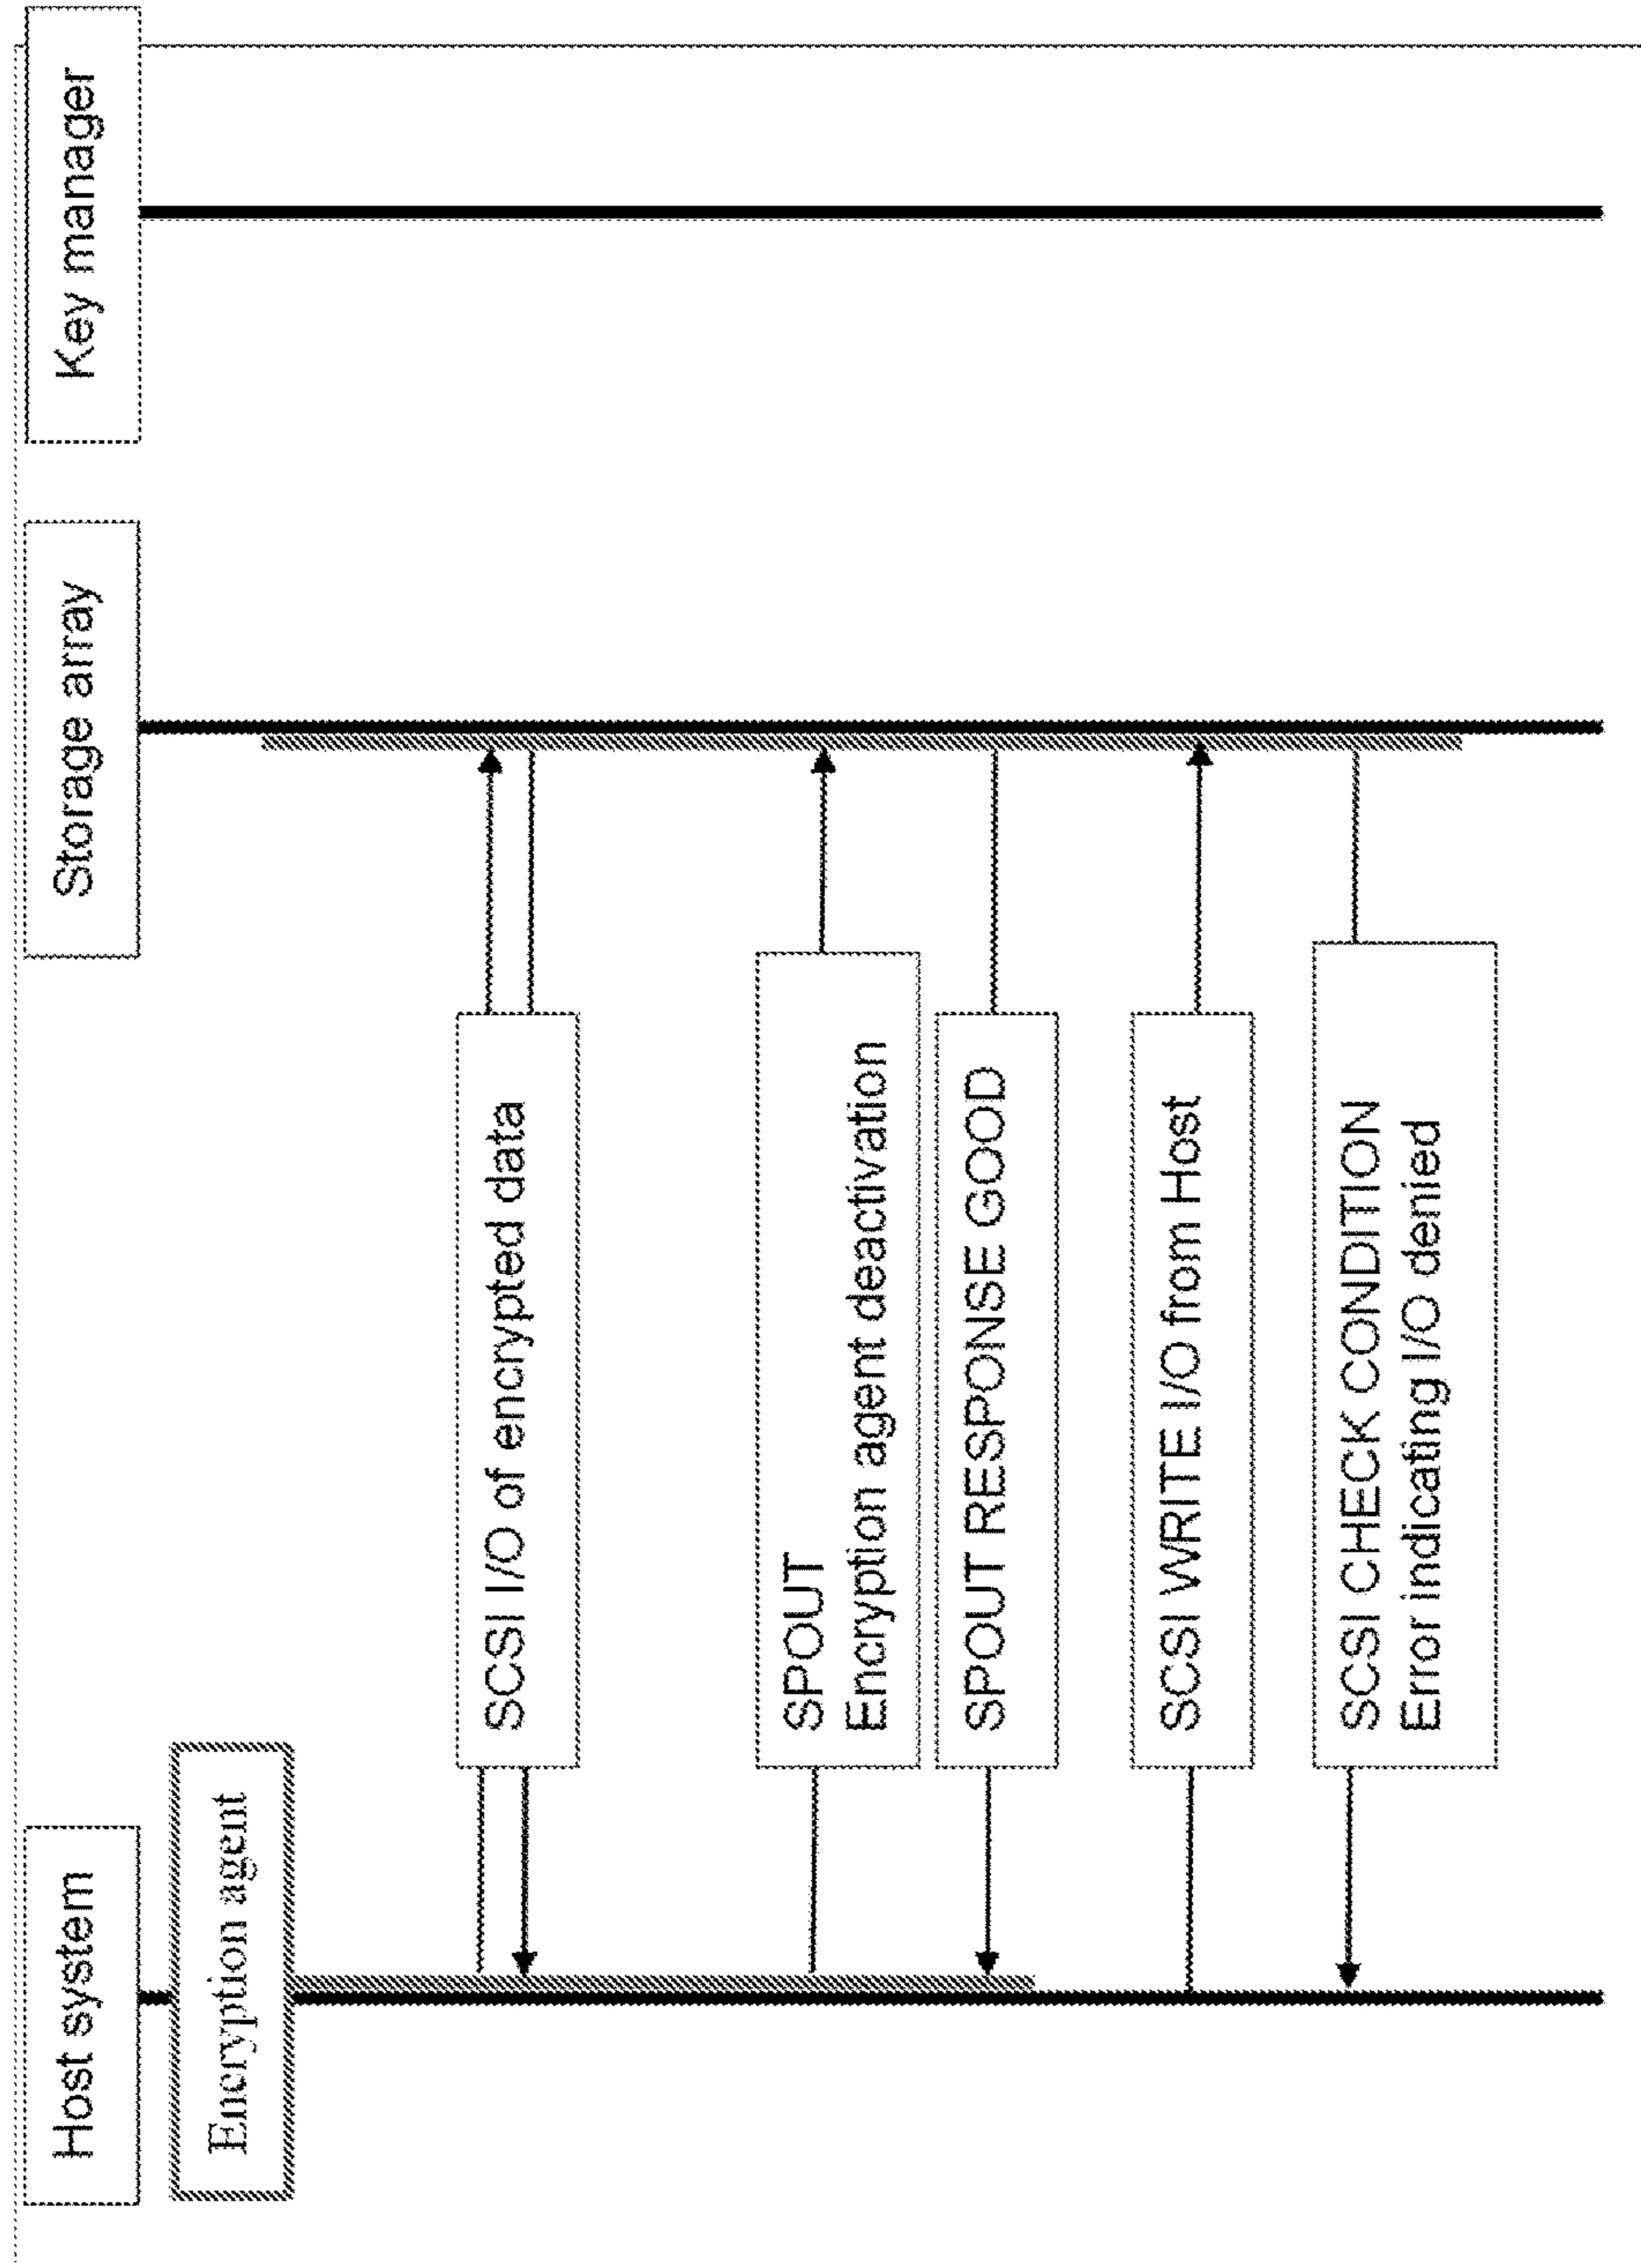 Host system
Storage array
Key manager
Encryption agent
SCSI I/O of encrypted data
SPOUT
Encryption agent deactivation
SPOUT RESPONSE GOOD
SCSI WRITE I/O from Host
SCSI CHECK CONDITION
Error indicating I/O denied